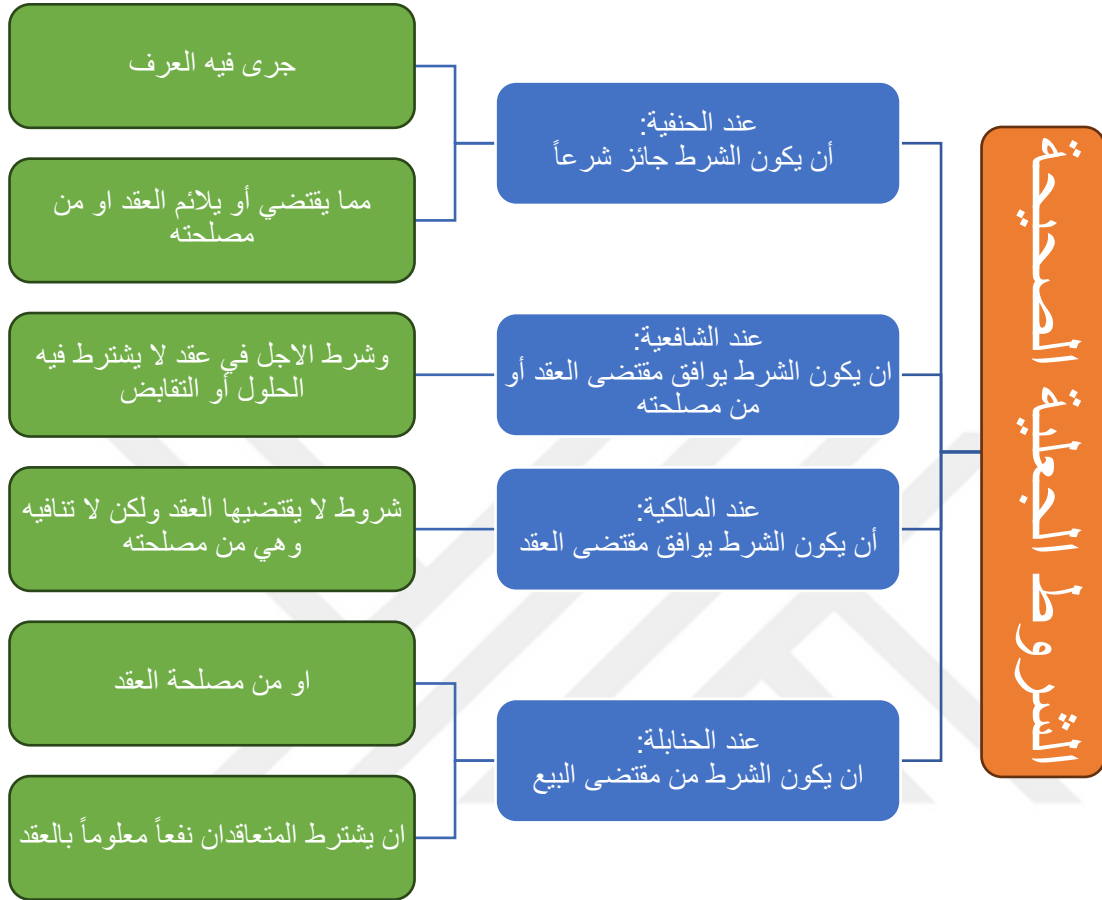 الشروط الجعلية الصحيحة
عند الحنفية:
أن يكون الشرط جائز شرعاً
جرى فيه العرف
مما يقتضي أو يلائم العقد او من
مصلحته
عند الشافعية:
ان يكون الشرط يوافق مقتضى العقد أو
من مصلحته
وشرط الاجل في عقد لا يشترط فيه
الحلول أو التقابض
عند المالكية:
أن يكون الشرط يوافق مقتضى العقد
شروط لا يقتضيها العقد ولكن لا تنافيه
وهي من مصلحته
عند الحنابلة:
ان يكون الشرط من مقتضى البيع
او من مصلحة العقد
ان يشترط المتعاقدان نفعاً معلوماً بالعقد